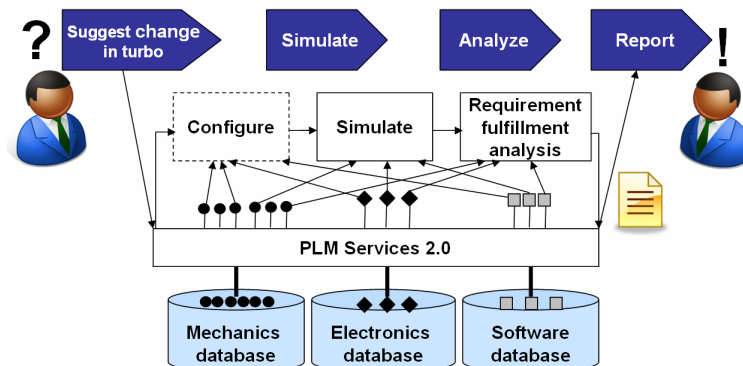 ?
Suggest change
in turbo
Simulate
Analyze
Report
!
Configure
Simulate
Requirement
fulfillment
analysis
PLM Services 2.0
Mechanics
database
Electronics
database
Software
database